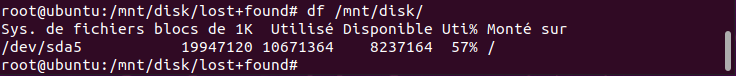 root@ubuntu:/mnt/disk/lost+found# df /mnt/disk/
Sys. de fichiers blocs de 1K  Utilisé Disponible Uti% Monté sur
/dev/sda5            19947120 10671364    8237164  57% /
root@ubuntu:/mnt/disk/lost+found#